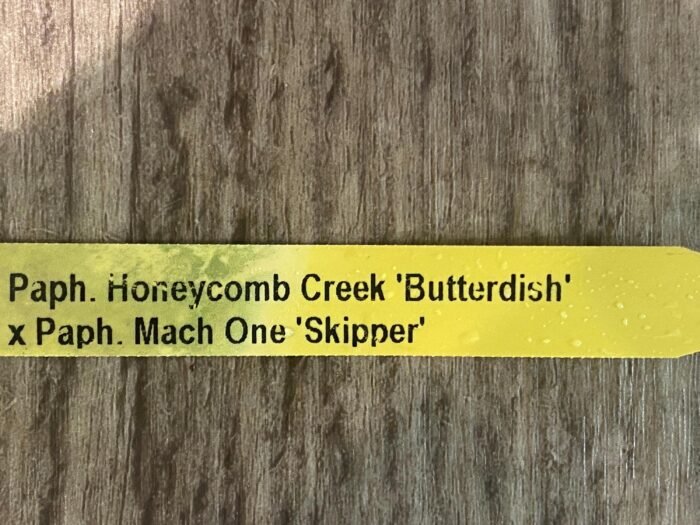 Paph. Honeycomb Creek 'Butterdish'
x Paph. Mach One 'Skipper'